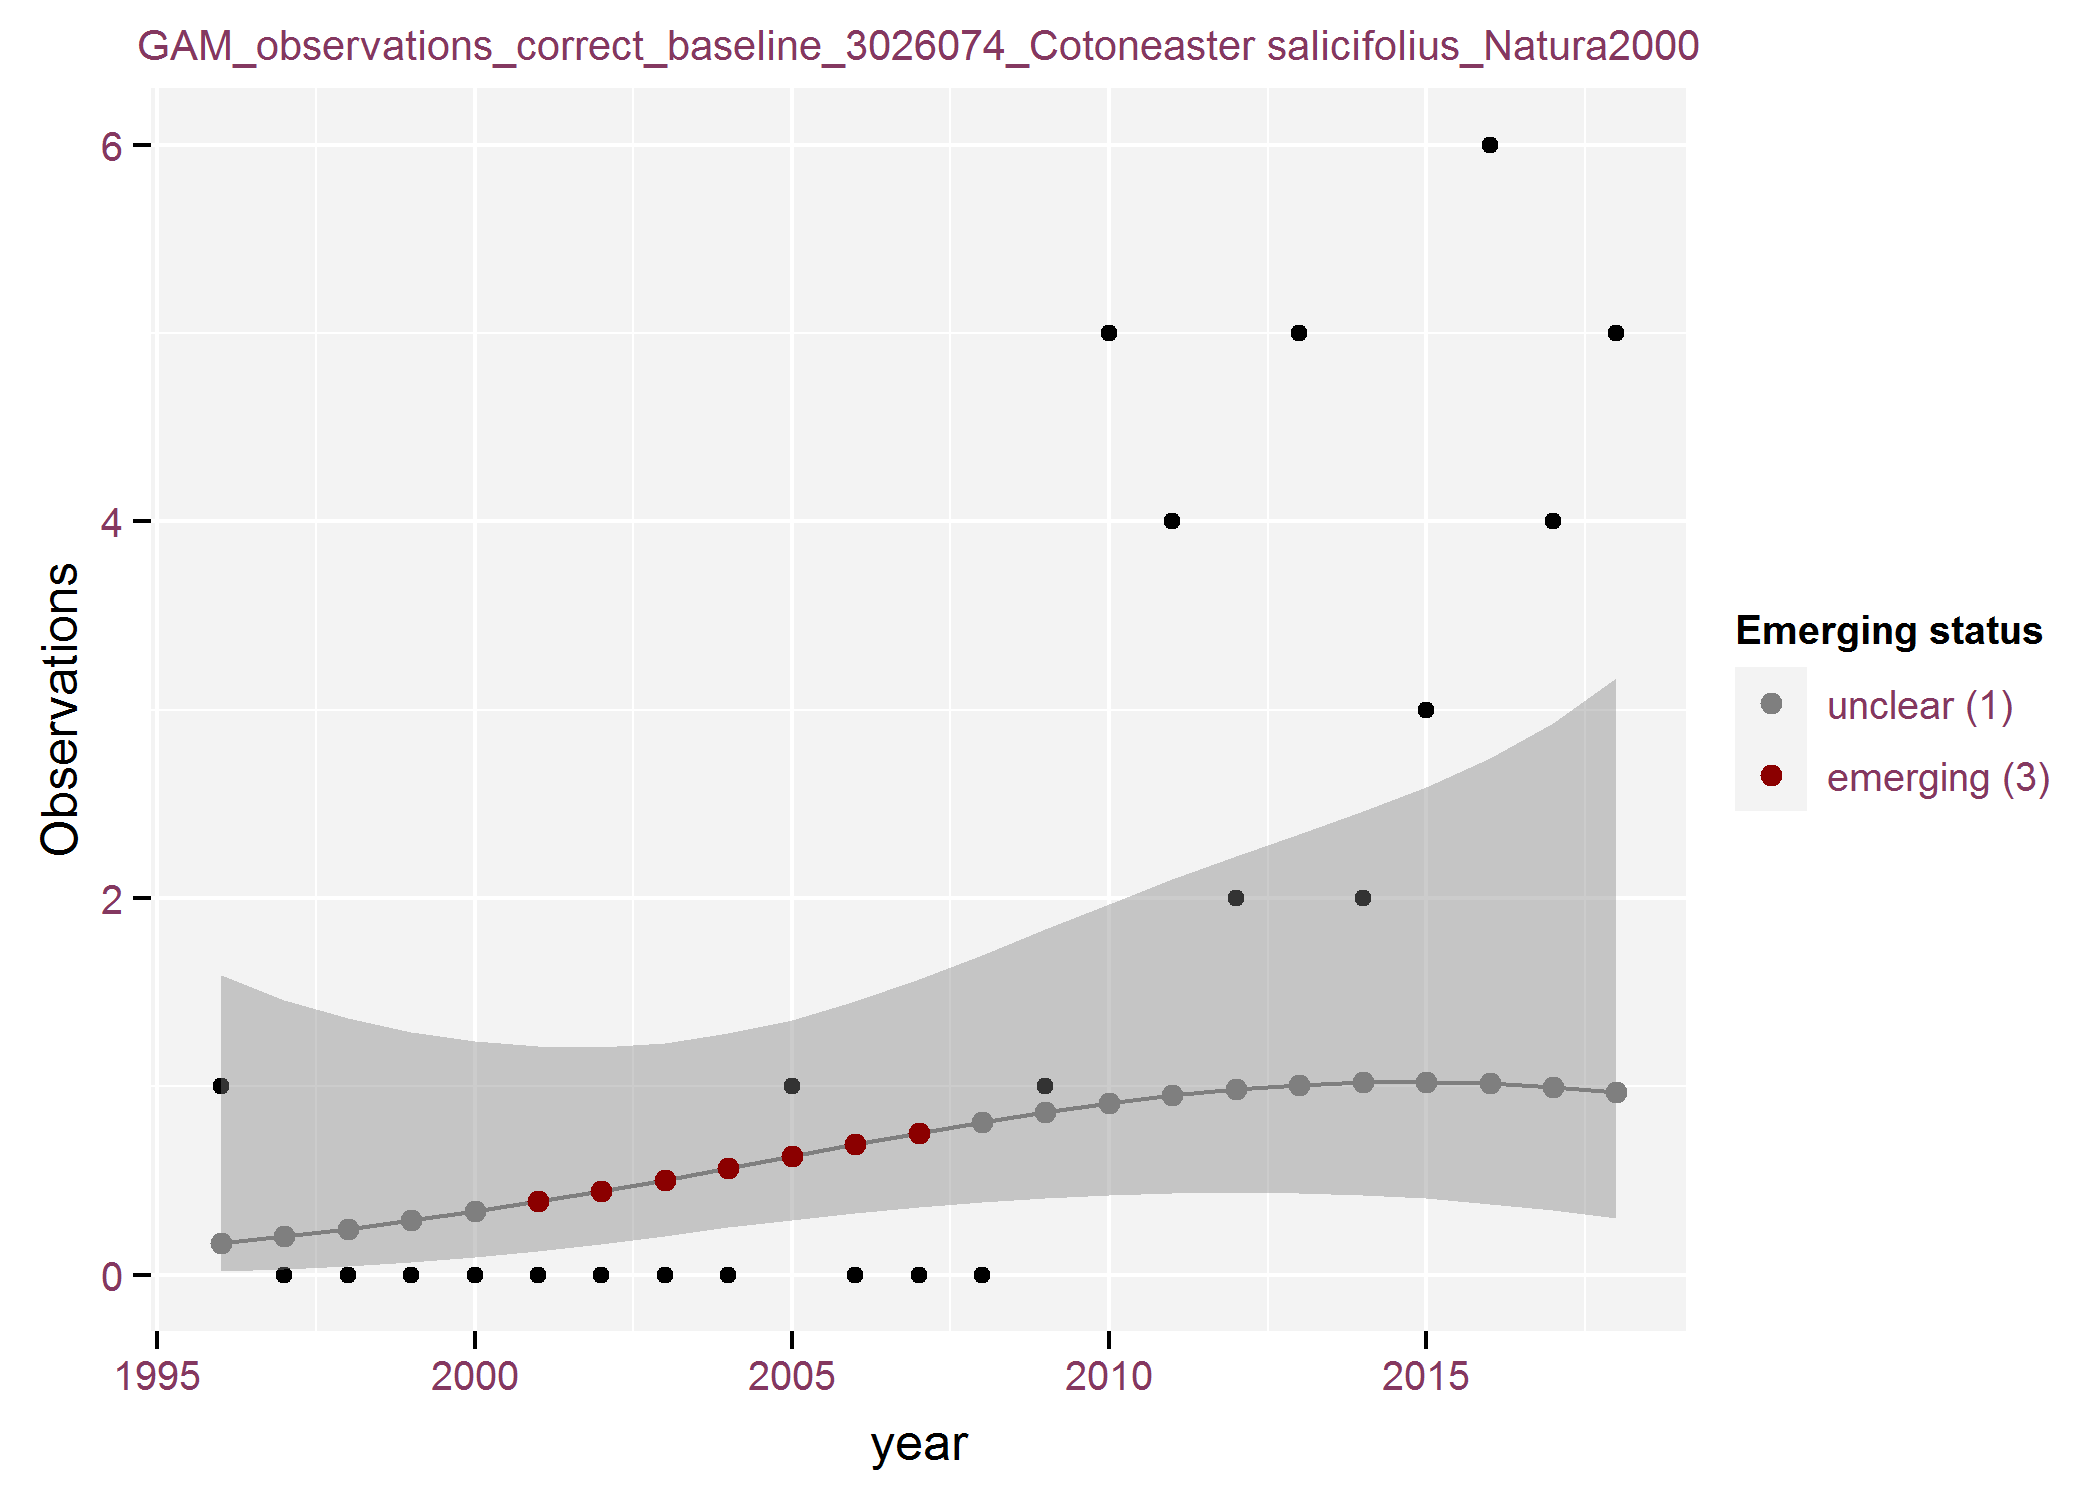 GAM_observations_correct_baseline_3026074_Cotoneaster salicifolius_Natura2000
6
4
2
0
Observations
1995 2000 2005 2010 2015
year
Emerging status
unclear (1)
emerging (3)